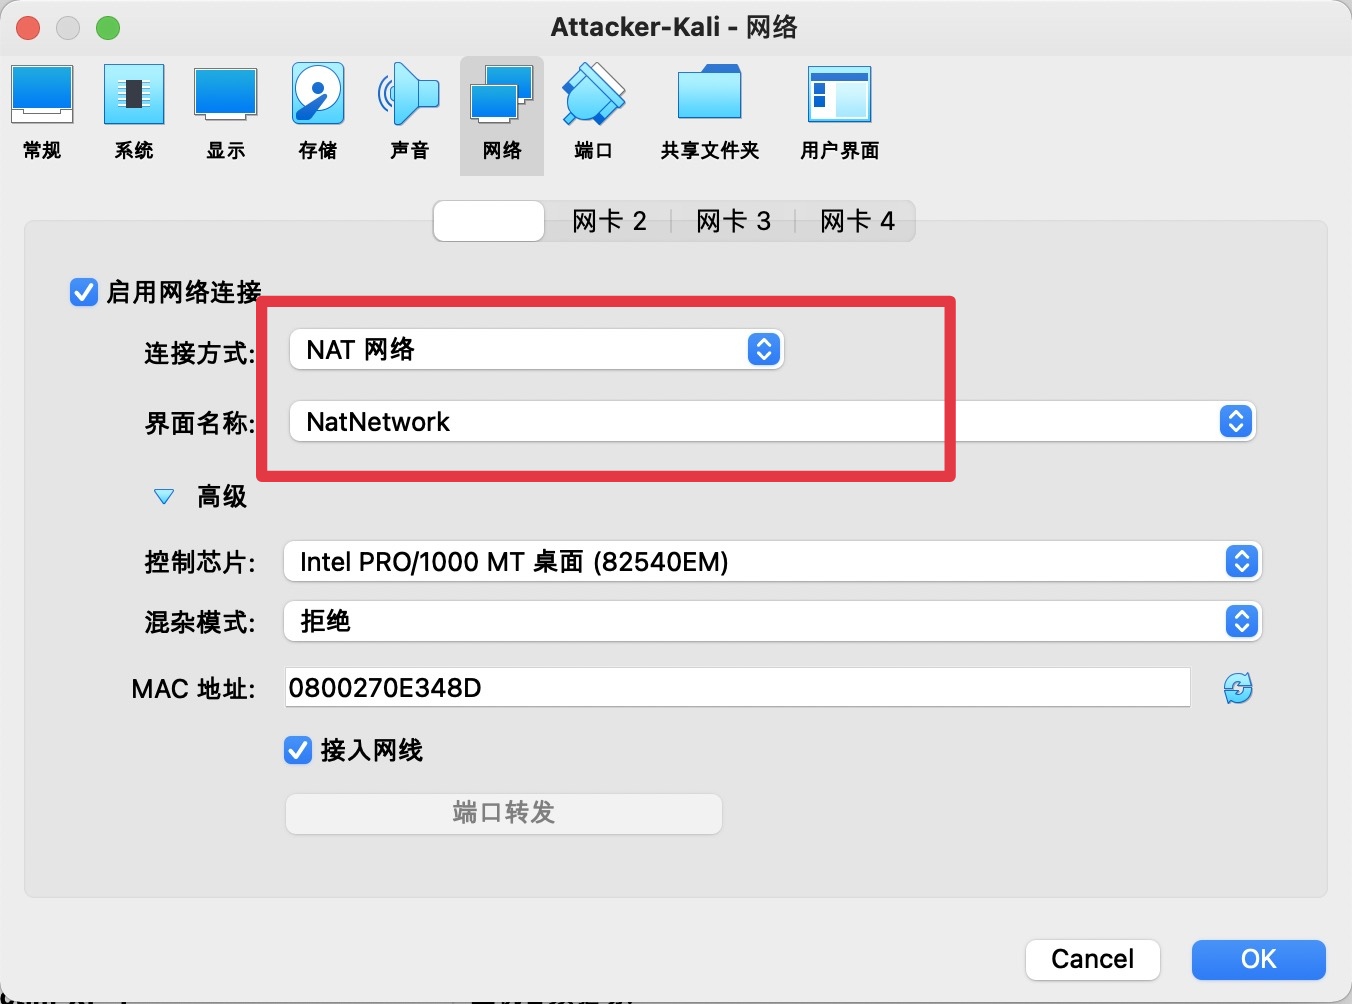 Attacker-Kali - 网络
常规 系统 显示 存储 声音 网络 端口 共享文件夹 用户界面
网卡 2 网卡 3 网卡 4
启用网络连接
连接方式: NAT 网络
界面名称: NatNetwork
高级
控制芯片: Intel PRO/1000 MT 桌面 (82540EM)
混杂模式: 拒绝
MAC 地址: 0800270E348D
接入网线
端口转发
Cancel OK